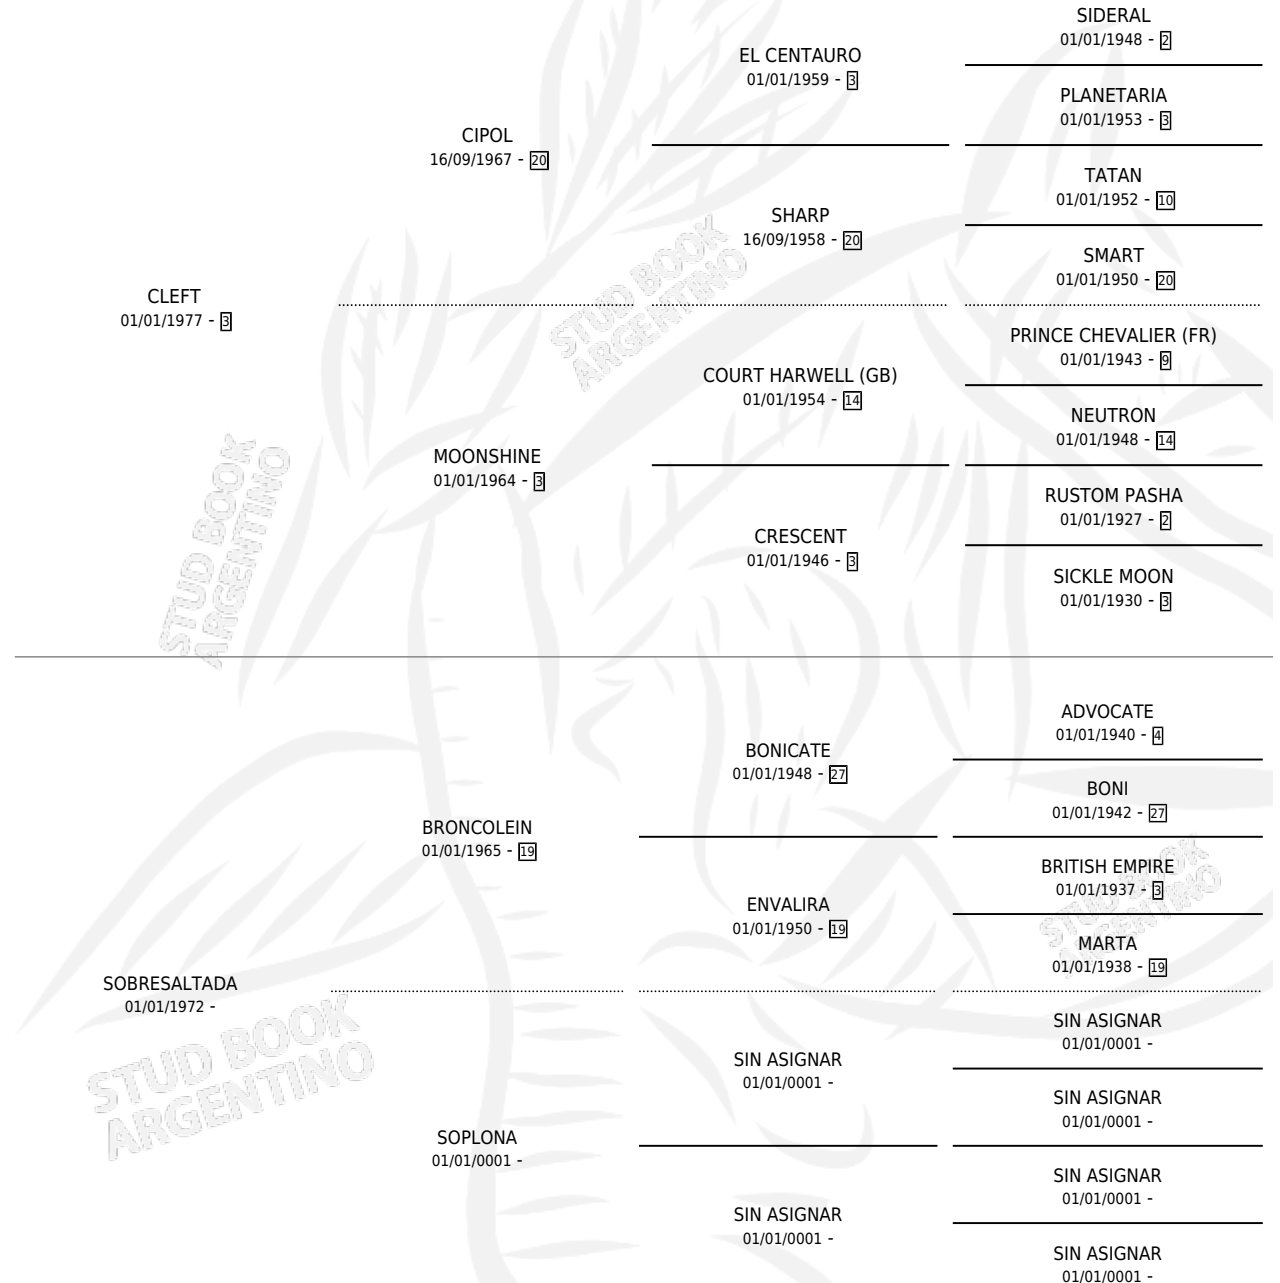 SIDERAL
01/01/1948 - 2
EL CENTAURO
01/01/1959 - 3
PLANETARIA
01/01/1953 - 3
CIPOL
16/09/1967 - 20
TATAN
01/01/1952 - 10
SHARP
16/09/1958 - 20
SMART
01/01/1950 - 20
CLEFT
01/01/1977 - 3
PRINCE CHEVALIER (FR)
01/01/1943 - 9
COURT HARWELL (GB)
01/01/1954 - 14
NEUTRON
01/01/1948 - 14
MOONSHINE
01/01/1964 - 3
RUSTOM PASHA
01/01/1927 - 2
CRESCENT
01/01/1946 - 3
SICKLE MOON
01/01/1930 - 3
STUD BOOK
ARGENTINO
STUD BOOK
ARGENTINO
ADVOCATE
01/01/1940 - 4
BONICATE
01/01/1948 - 27
BONI
01/01/1942 - 27
BRONCOLEIN
01/01/1965 - 19
BRITISH EMPIRE
01/01/1937 - 3
ENVALIRA
01/01/1950 - 19
MARTA
01/01/1938 - 19
STUD BOOK
ARGENTINO
SOBRESALTADA
01/01/1972 -
SIN ASIGNAR
01/01/0001 -
SIN ASIGNAR
01/01/0001 -
SIN ASIGNAR
01/01/0001 -
STUD BOOK
ARGENTINO
SOPLONA
01/01/0001 -
SIN ASIGNAR
01/01/0001 -
SIN ASIGNAR
01/01/0001 -
SIN ASIGNAR
01/01/0001 -